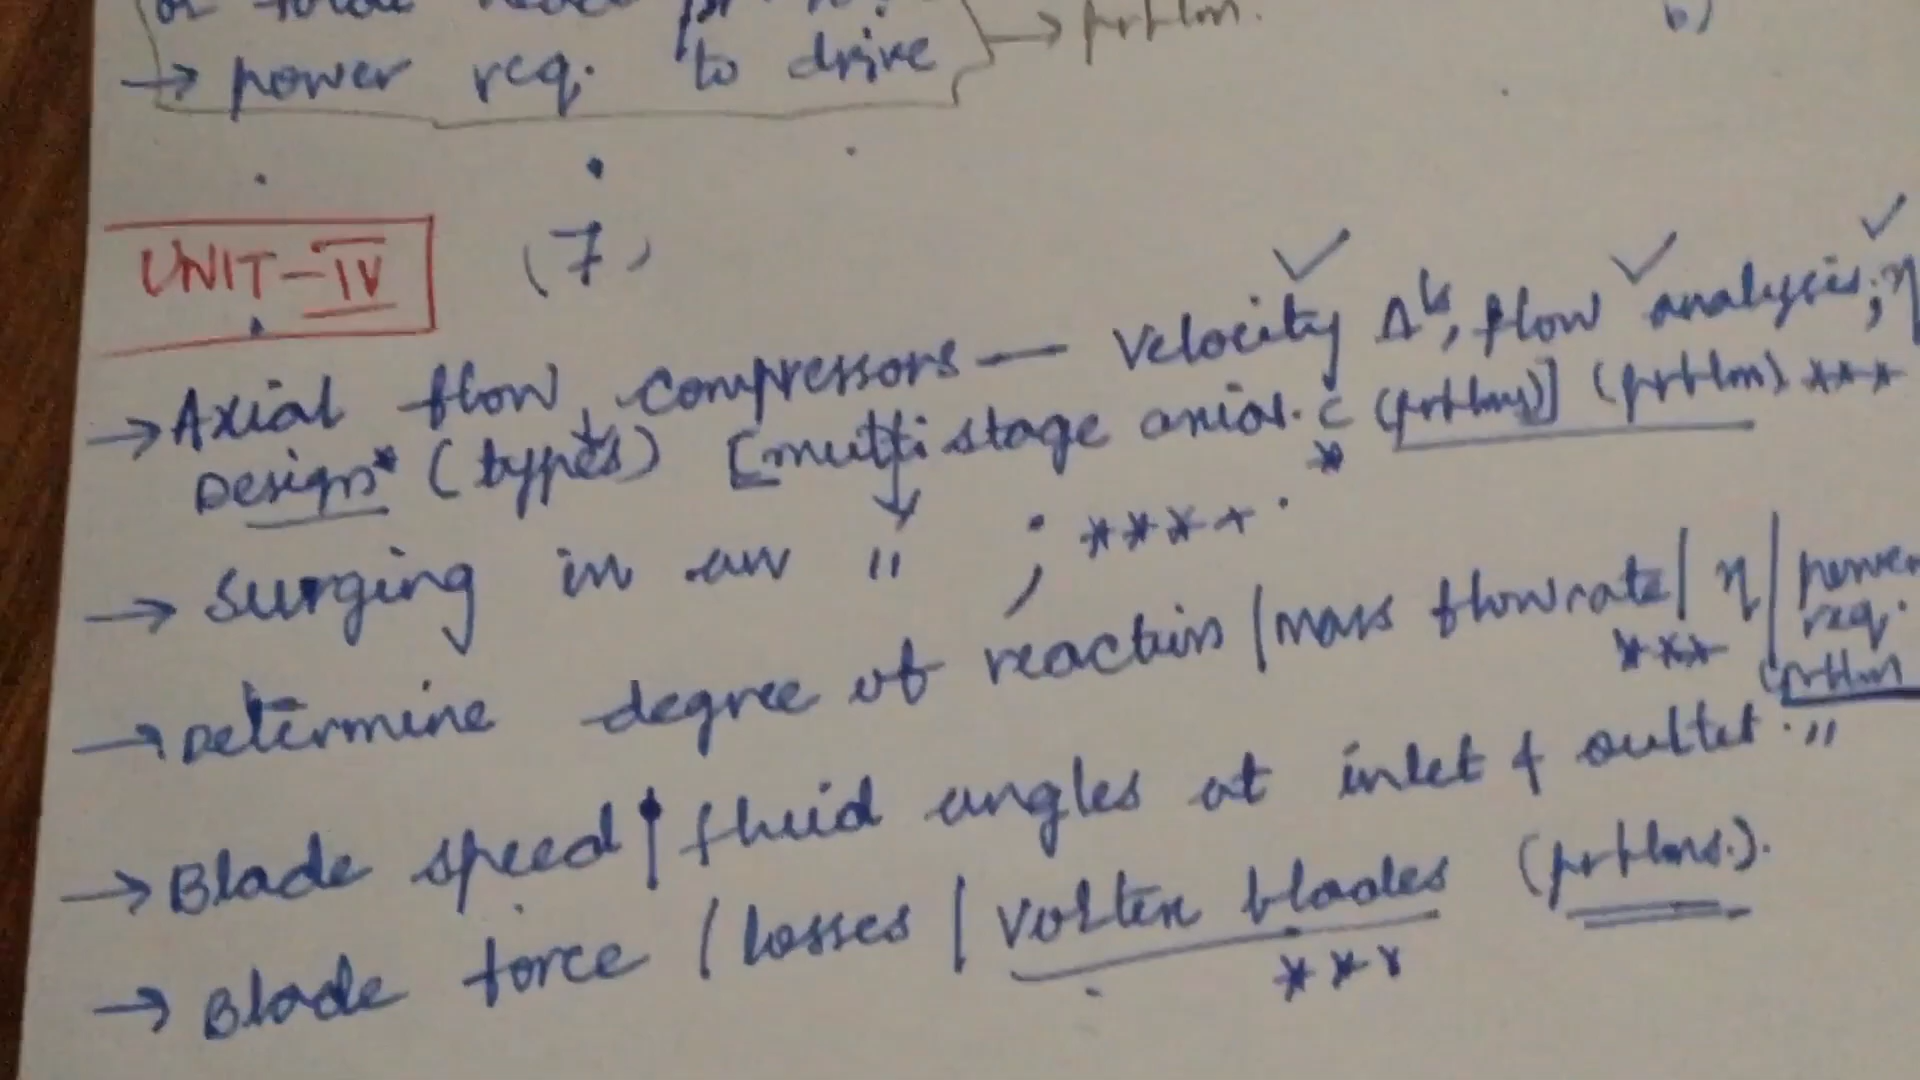 → power req. to drive → prblm.
b)
UNIT-IV (7)
→ Axial flow compressors — Velocity Δls, flow analysis; η
Design* (types) [multi stage axial. c (prblms)] (prblm) ***
→ surging in an " ; ****
→ Determine degree of reaction / mass flowrate / η / power req.
*** (prblm
→ Blade speed / fluid angles at inlet & outlet. "
→ Blade force / losses / vortex blades (prblms.).
***